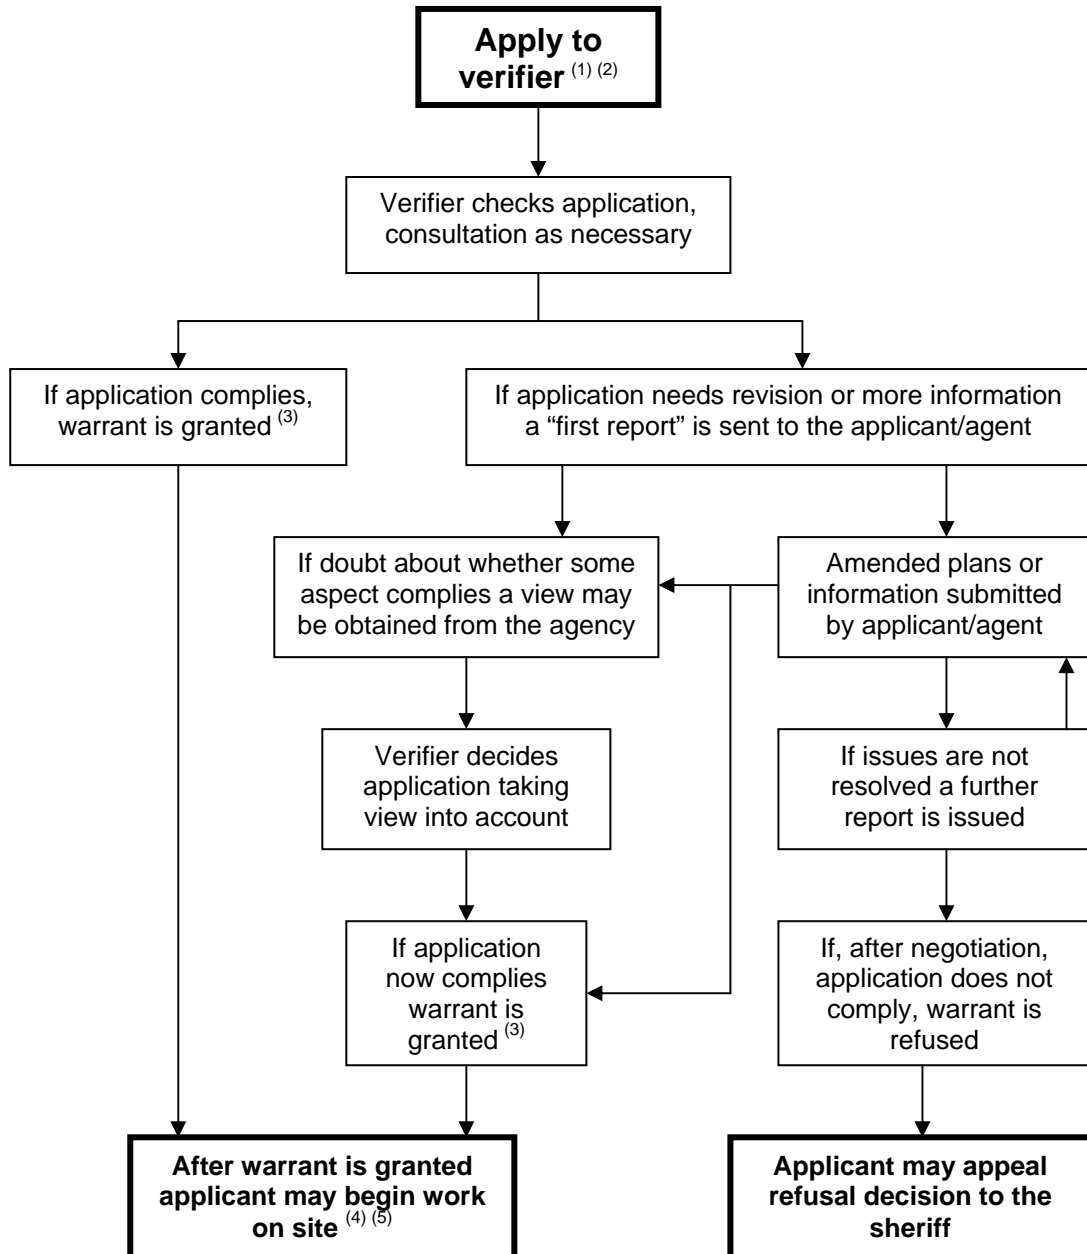 Apply to
verifier (1) (2)
Verifier checks application,
consultation as necessary
If application complies,
warrant is granted (3)
If application needs revision or more information
a “first report” is sent to the applicant/agent
If doubt about whether some
aspect complies a view may
be obtained from the agency
Amended plans or
information submitted
by applicant/agent
Verifier decides
application taking
view into account
If issues are not
resolved a further
report is issued
If application
now complies
warrant is
granted (3)
If, after negotiation,
application does not
comply, warrant is
refused
After warrant is granted
applicant may begin work
on site (4) (5)
Applicant may appeal
refusal decision to the
sheriff